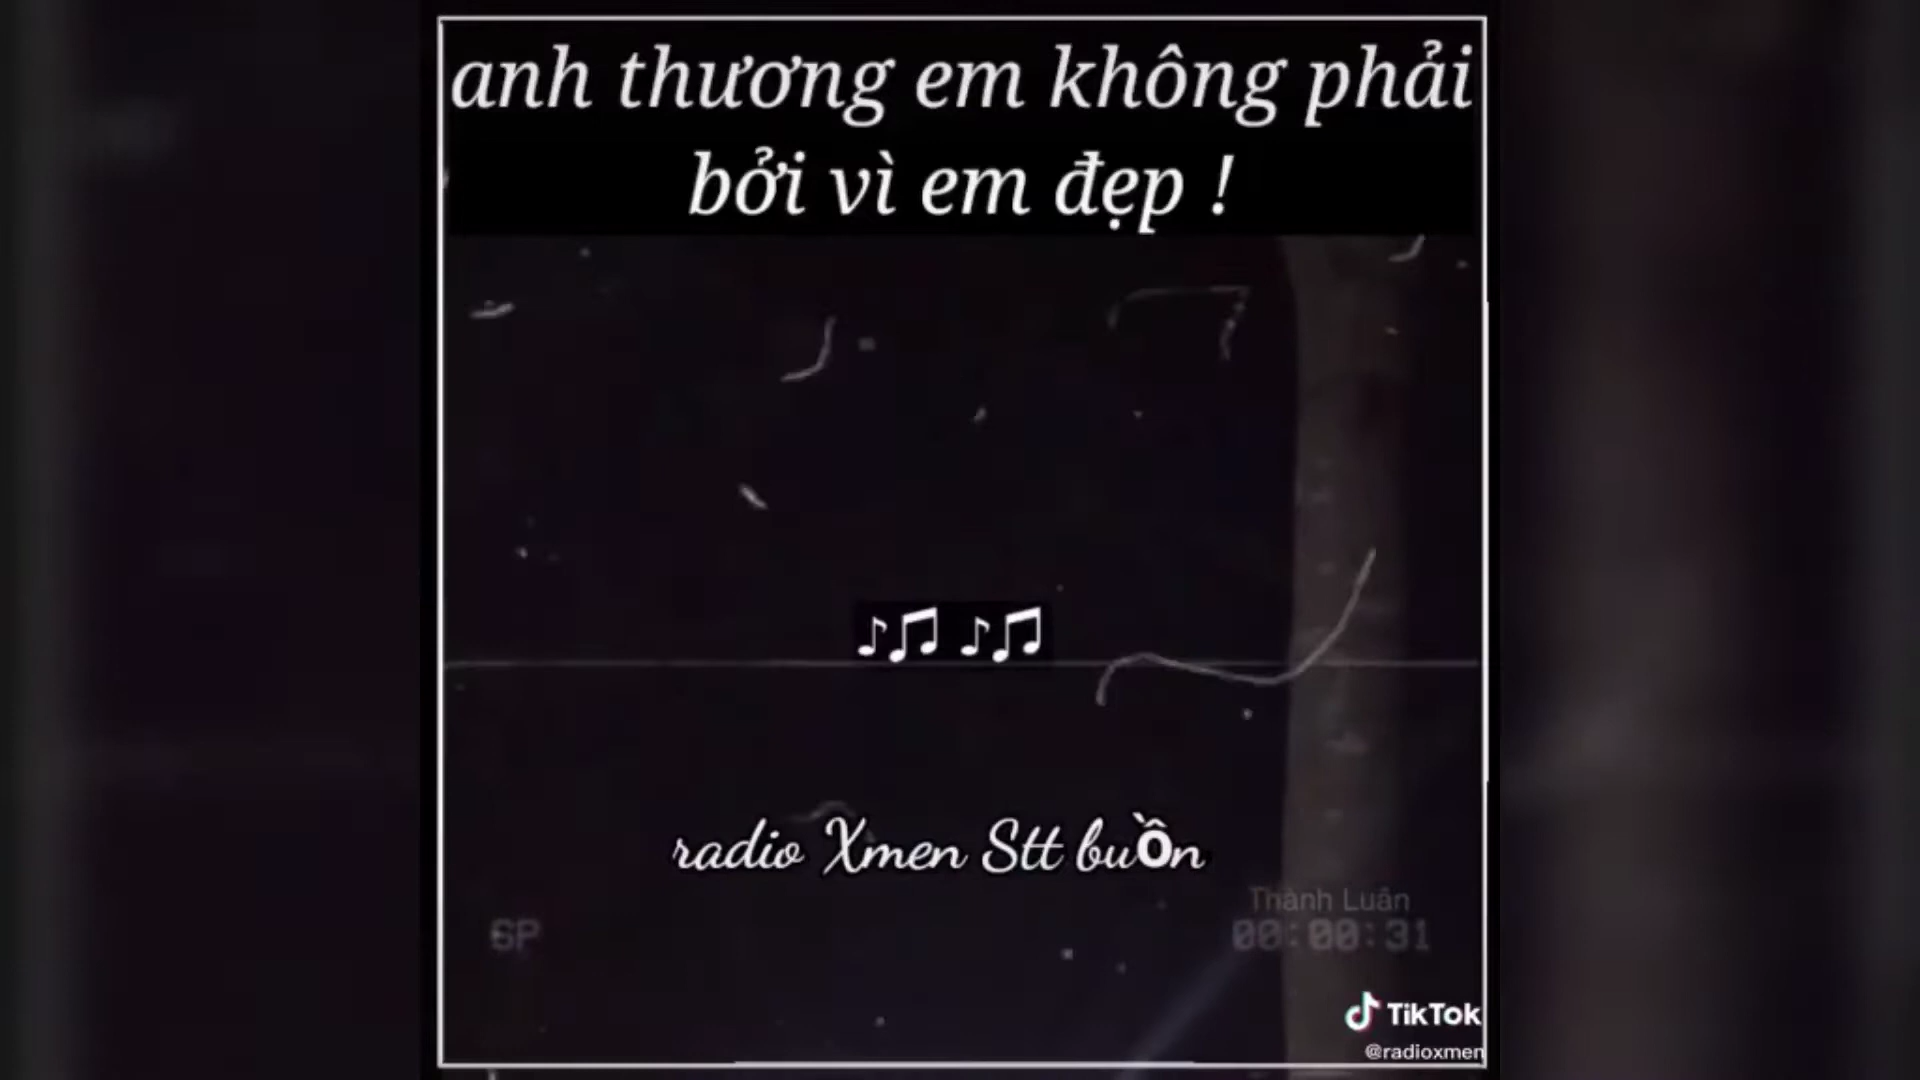 anh thương em không phải
bởi vì em đẹp !
♪♫ ♪♫
radio Xmen Stt buồn
Thành Luân
SP
00:00:31
TikTok
@radioxmen